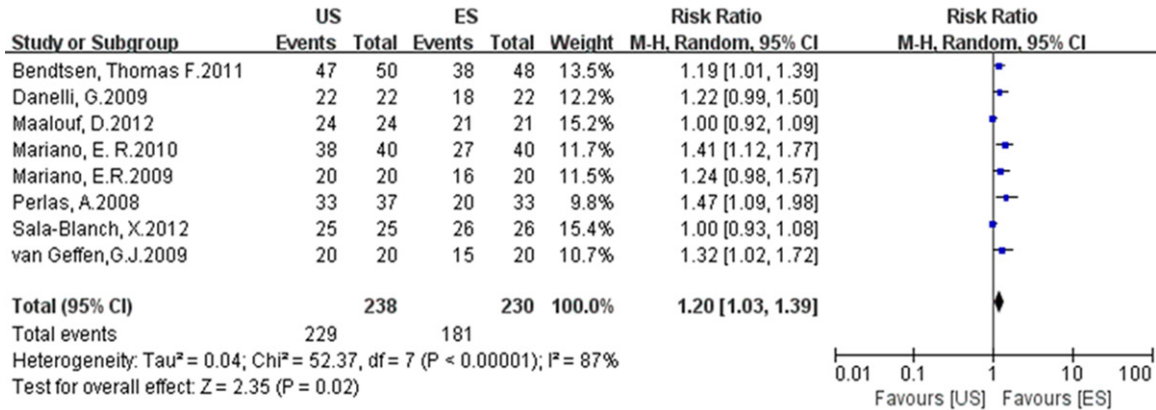 US ES Risk Ratio Risk Ratio
Study or Subgroup Events Total Events Total Weight M-H, Random, 95% CI M-H, Random, 95% CI
Bendtsen, Thomas F.2011 47 50 38 48 13.5% 1.19 [1.01, 1.39]
Danelli, G.2009 22 22 18 22 12.2% 1.22 [0.99, 1.50]
Maalouf, D.2012 24 24 21 21 15.2% 1.00 [0.92, 1.09]
Mariano, E. R.2010 38 40 27 40 11.7% 1.41 [1.12, 1.77]
Mariano, E.R.2009 20 20 16 20 11.5% 1.24 [0.98, 1.57]
Perlas, A.2008 33 37 20 33 9.8% 1.47 [1.09, 1.98]
Sala-Blanch, X.2012 25 25 26 26 15.4% 1.00 [0.93, 1.08]
van Geffen,G.J.2009 20 20 15 20 10.7% 1.32 [1.02, 1.72]
Total (95% CI) 238 230 100.0% 1.20 [1.03, 1.39]
Total events 229 181
Heterogeneity: Tau² = 0.04; Chi² = 52.37, df = 7 (P < 0.00001); I² = 87%
Test for overall effect: Z = 2.35 (P = 0.02)
0.01 0.1 1 10 100
Favours [US] Favours [ES]